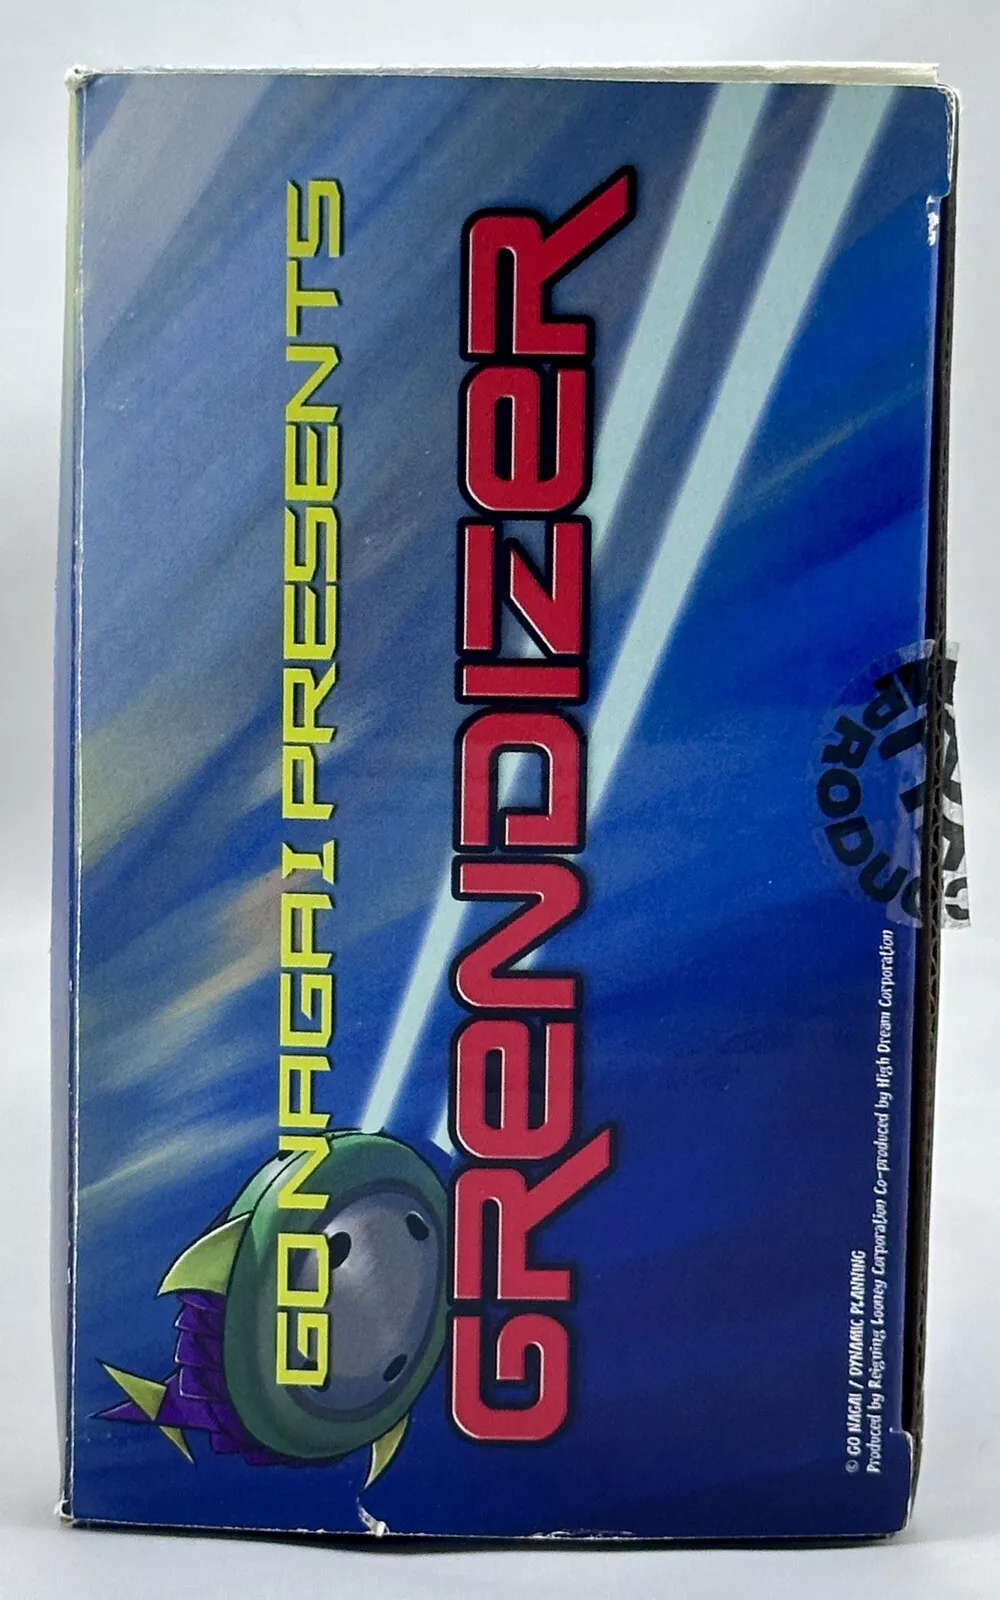 GO NAGAI PRESENTS
GRENDIZER
© GO NAGAI / DYNAMIC PLANNING
Produced by Reigning Looney Corporation Co-produced by High Dream Corporation